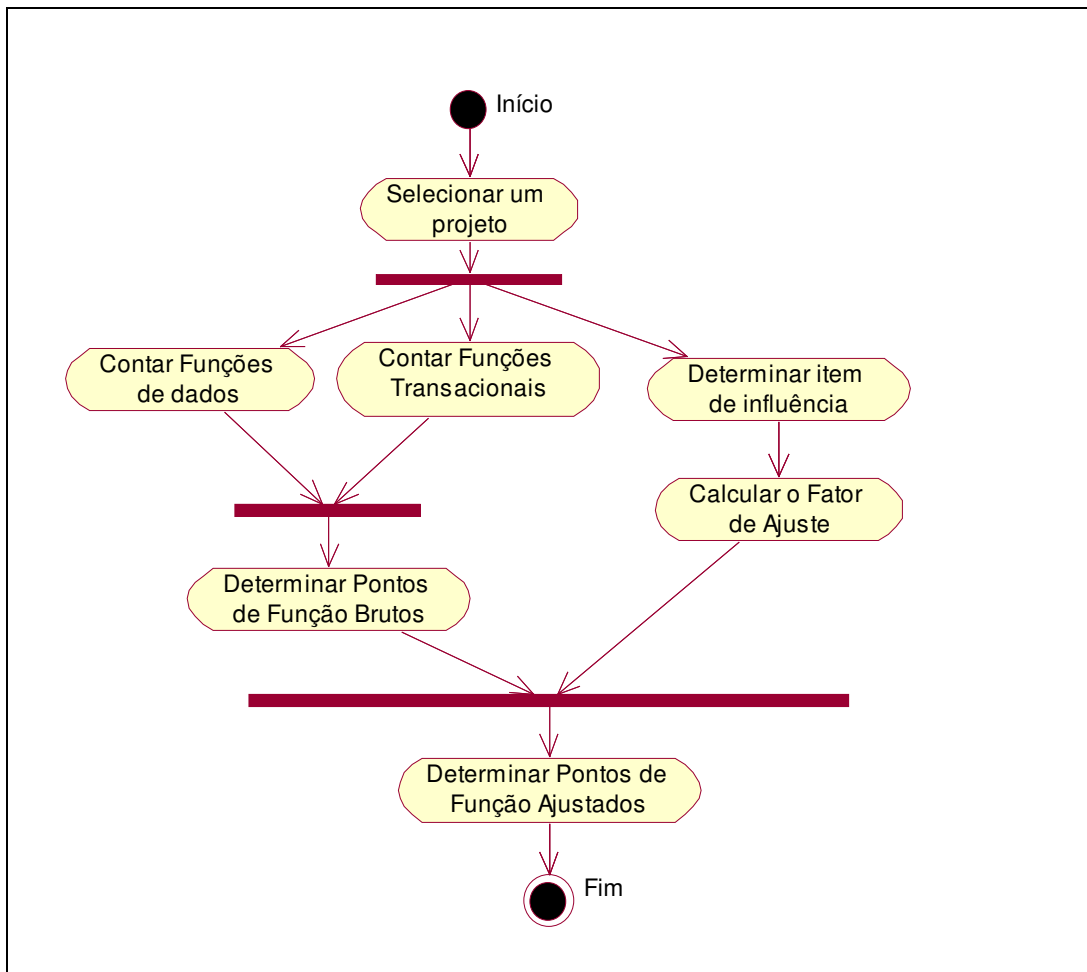 Início
Selecionar um
projeto
Contar Funções
de dados
Contar Funções
Transacionais
Determinar item
de influência
Calcular o Fator
de Ajuste
Determinar Pontos
de Função Brutos
Determinar Pontos de
Função Ajustados
Fim